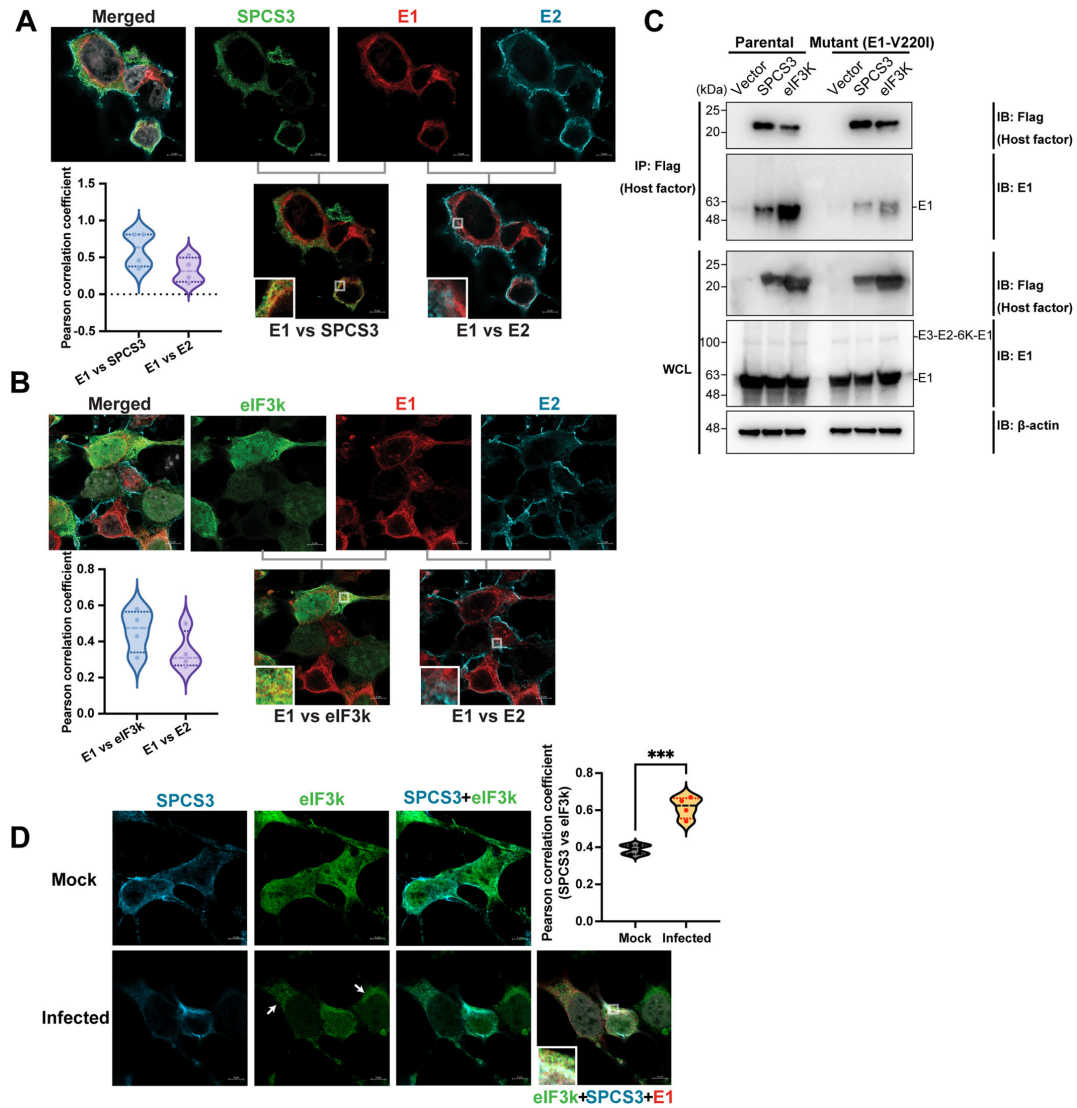 A
Merged
SPCS3
E1
E2
Pearson correlation coefficient
1.5
1.0
0.5
0.0
-0.5
E1 vs SPCS3
E1 vs E2
E1 vs SPCS3
E1 vs E2
B
Merged
eIF3k
E1
E2
Pearson correlation coefficient
0.8
0.6
0.4
0.2
0.0
E1 vs eIF3k
E1 vs E2
E1 vs eIF3k
E1 vs E2
C
Parental
Mutant (E1-V220I)
Vector
SPCS3
eIF3K
Vector
SPCS3
eIF3K
(kDa)
25
20
IB: Flag
(Host factor)
IP: Flag
(Host factor)
63
48
E1
IB: E1
25
20
IB: Flag
(Host factor)
WCL
100
63
48
E3-E2-6K-E1
E1
IB: E1
48
IB: β-actin
D
SPCS3
eIF3k
SPCS3+eIF3k
Mock
Infected
Pearson correlation coefficient
(SPCS3 vs eIF3k)
0.8
0.6
0.4
0.2
0.0
***
Mock
Infected
eIF3k+SPCS3+E1